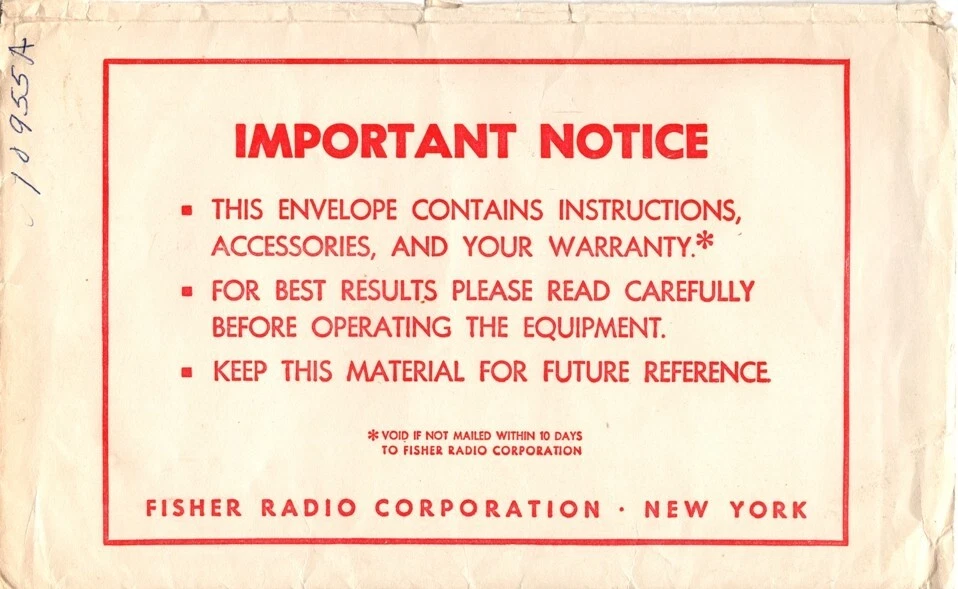 IMPORTANT NOTICE
▪ THIS ENVELOPE CONTAINS INSTRUCTIONS,
ACCESSORIES, AND YOUR WARRANTY.*
▪ FOR BEST RESULTS PLEASE READ CAREFULLY
BEFORE OPERATING THE EQUIPMENT.
▪ KEEP THIS MATERIAL FOR FUTURE REFERENCE
* VOID IF NOT MAILED WITHIN 10 DAYS
TO FISHER RADIO CORPORATION
FISHER RADIO CORPORATION · NEW YORK